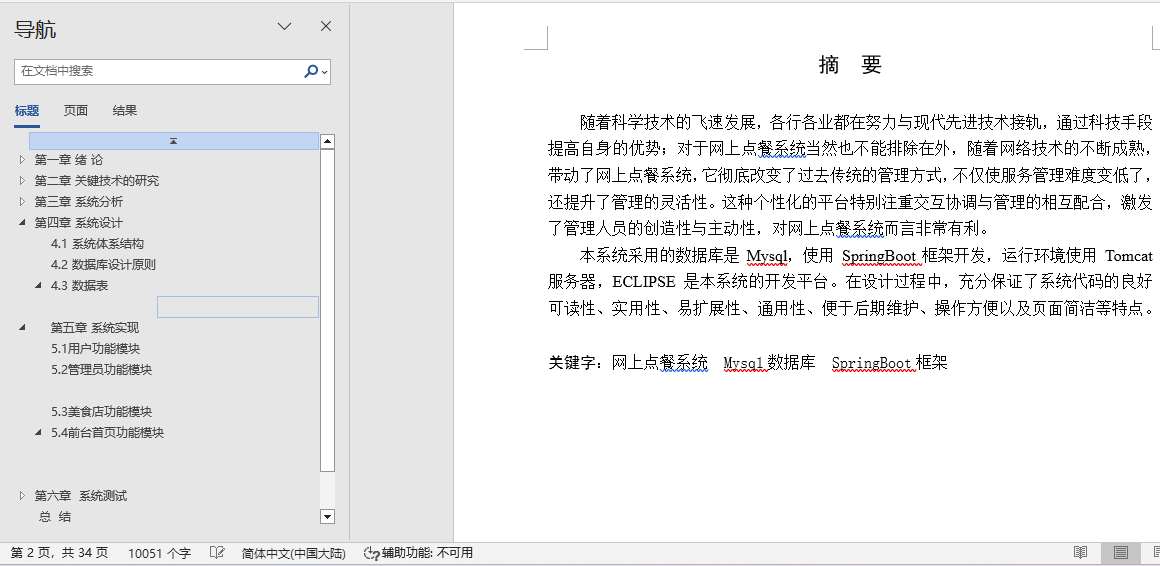 导航
在文档中搜索
标题 页面 结果
第一章 绪 论
第二章 关键技术的研究
第三章 系统分析
第四章 系统设计
4.1 系统体系结构
4.2 数据库设计原则
4.3 数据表
第五章 系统实现
5.1用户功能模块
5.2管理员功能模块
5.3美食店功能模块
5.4前台首页功能模块
第六章 系统测试
总 结
摘 要
随着科学技术的飞速发展，各行各业都在努力与现代先进技术接轨，通过科技手段
提高自身的优势；对于网上点餐系统当然也不能排除在外，随着网络技术的不断成熟，
带动了网上点餐系统，它彻底改变了过去传统的管理方式，不仅使服务管理难度变低了，
还提升了管理的灵活性。这种个性化的平台特别注重交互协调与管理的相互配合，激发
了管理人员的创造性与主动性，对网上点餐系统而言非常有利。
本系统采用的数据库是 Mysql，使用 SpringBoot 框架开发，运行环境使用 Tomcat
服务器，ECLIPSE 是本系统的开发平台。在设计过程中，充分保证了系统代码的良好
可读性、实用性、易扩展性、通用性、便于后期维护、操作方便以及页面简洁等特点。
关键字：网上点餐系统 Mysql 数据库 SpringBoot 框架
第 2 页，共 34 页 10051 个字 简体中文(中国大陆) 辅助功能: 不可用